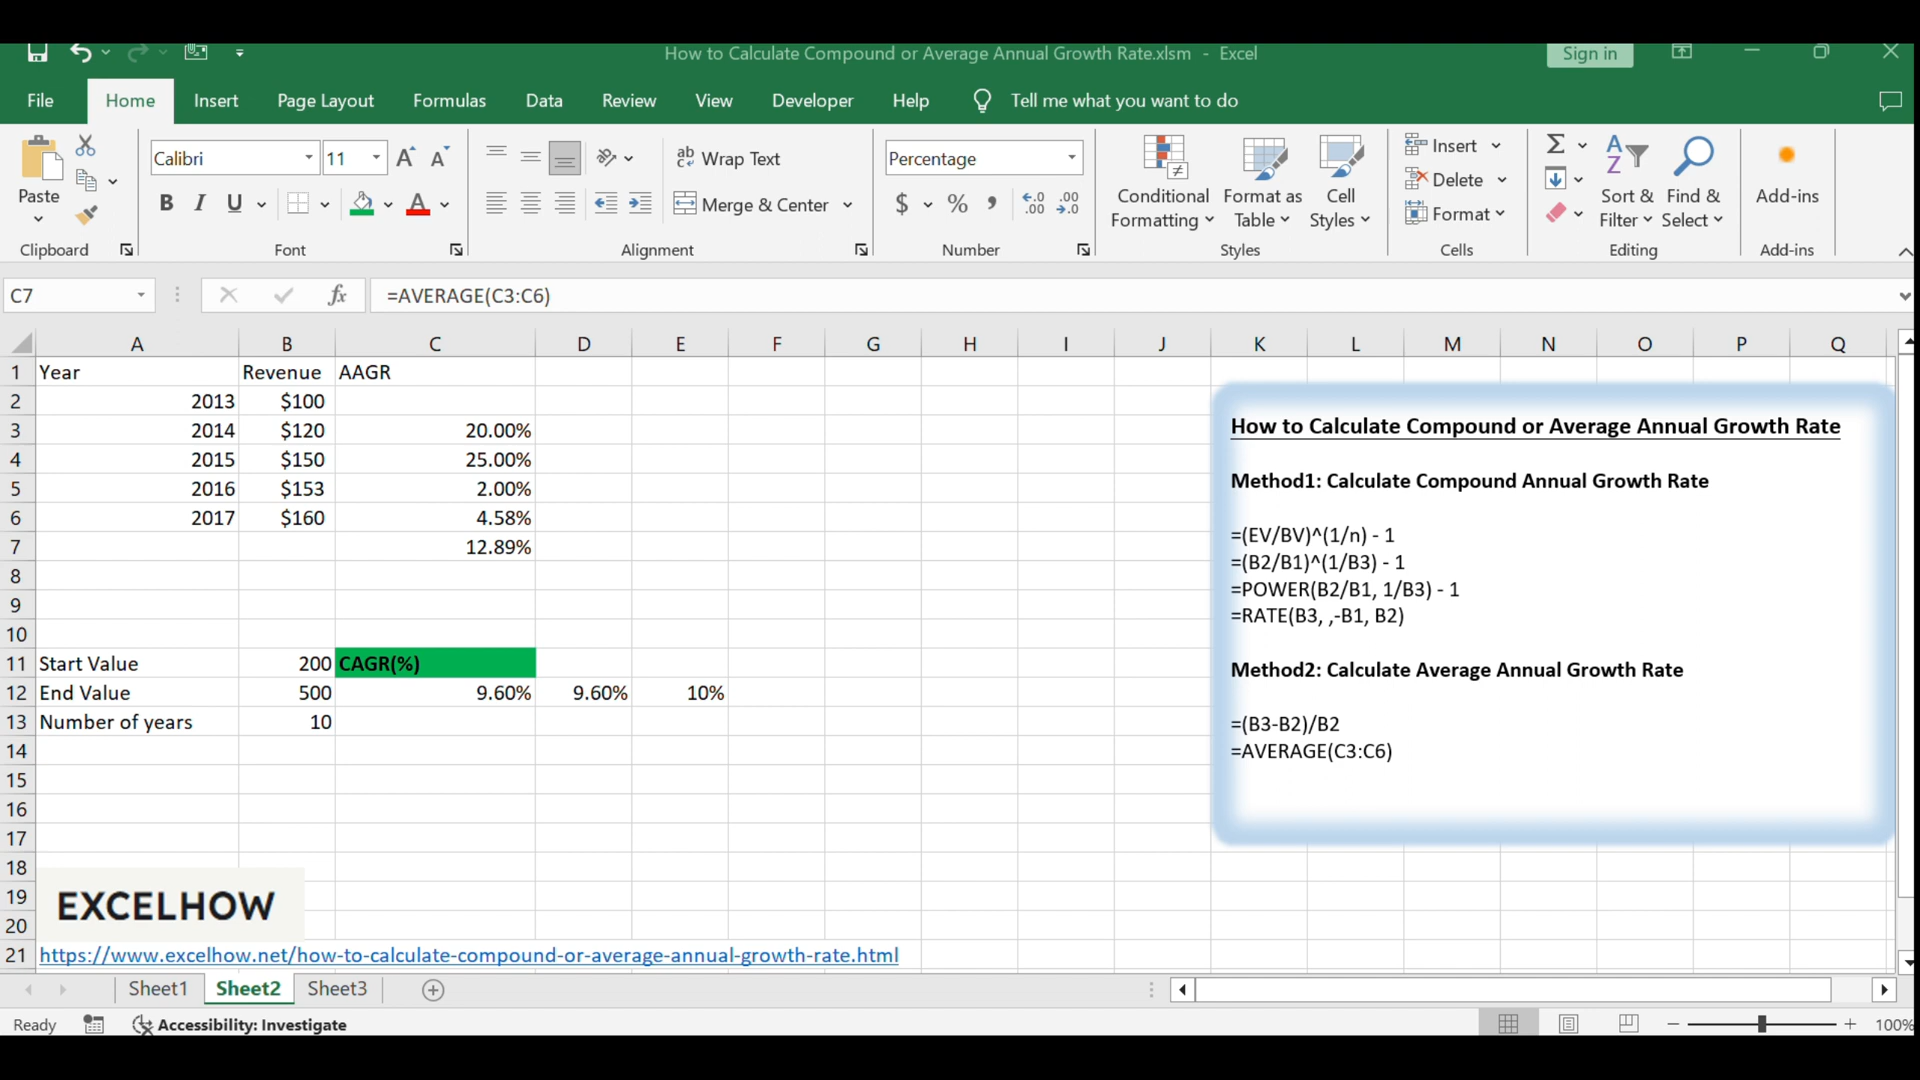 How to Calculate Compound or Average Annual Growth Rate.xlsm - Excel
Sign in
File Home Insert Page Layout Formulas Data Review View Developer Help Tell me what you want to do
Paste
Clipboard
Calibri 11
B I U A
Font
Wrap Text
Merge & Center
Alignment
Percentage
$ % ,
Number
Conditional Formatting
Format as Table
Cell Styles
Styles
Insert
Delete
Format
Cells
Sort & Filter
Find & Select
Editing
Add-ins
Add-ins
C7 fx =AVERAGE(C3:C6)
A B C D E F G H I J K L M N O P Q
1 Year Revenue AAGR
2 2013 $100
3 2014 $120 20.00%
4 2015 $150 25.00%
5 2016 $153 2.00%
6 2017 $160 4.58%
7 12.89%
8
9
10
11 Start Value 200 CAGR(%)
12 End Value 500 9.60% 9.60% 10%
13 Number of years 10
14
15
16
17
18
19
20
21 https://www.excelhow.net/how-to-calculate-compound-or-average-annual-growth-rate.html
EXCELHOW
How to Calculate Compound or Average Annual Growth Rate
Method1: Calculate Compound Annual Growth Rate
=(EV/BV)^(1/n) - 1
=(B2/B1)^(1/B3) - 1
=POWER(B2/B1, 1/B3) - 1
=RATE(B3, ,-B1, B2)
Method2: Calculate Average Annual Growth Rate
=(B3-B2)/B2
=AVERAGE(C3:C6)
Sheet1 Sheet2 Sheet3
Ready Accessibility: Investigate 100%